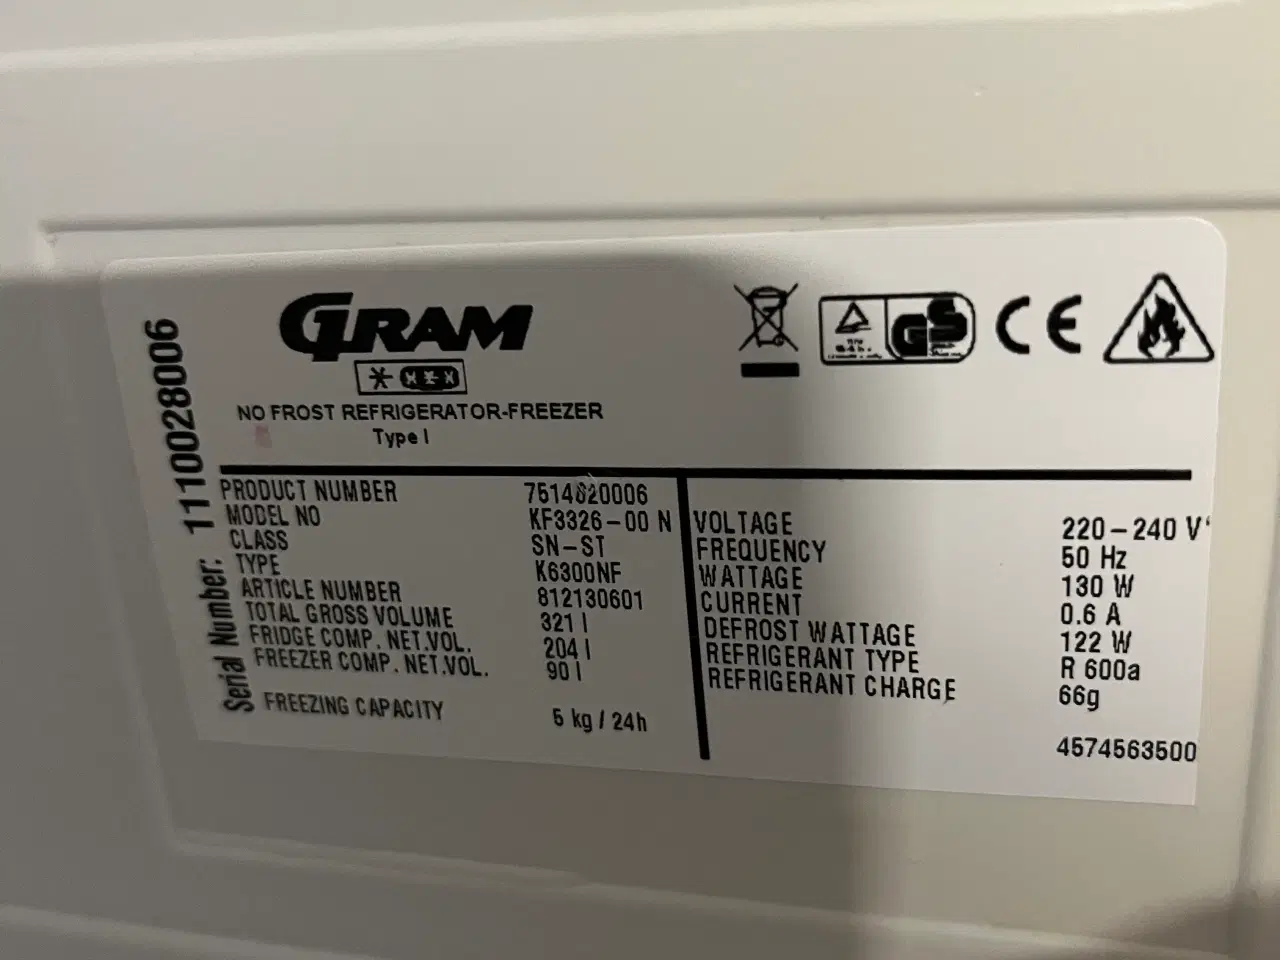 GRAM
NO FROST REFRIGERATOR-FREEZER
Type I
GS
CE
Serial Number: 1110028006
PRODUCT NUMBER 7514620006
MODEL NO KF3326-00 N
CLASS SN-ST
TYPE K6300NF
ARTICLE NUMBER 812130601
TOTAL GROSS VOLUME 321 l
FRIDGE COMP. NET.VOL. 204 l
FREEZER COMP. NET.VOL. 90 l
FREEZING CAPACITY 5 kg / 24h
VOLTAGE 220-240 V
FREQUENCY 50 Hz
WATTAGE 130 W
CURRENT 0.6 A
DEFROST WATTAGE 122 W
REFRIGERANT TYPE R 600a
REFRIGERANT CHARGE 66g
4574563500